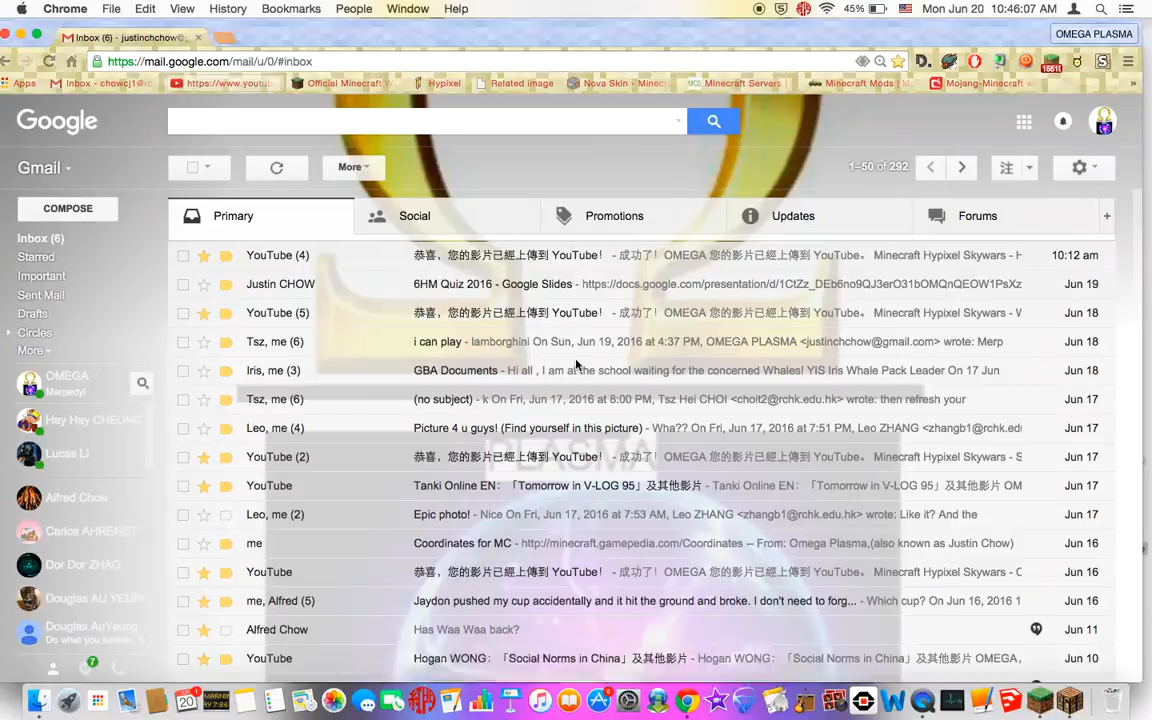 Chrome File Edit View History Bookmarks People Window Help 45% Mon Jun 20 10:46:07 AM
Inbox (6) - justinchchow@g OMEGA PLASMA
https://mail.google.com/mail/u/0/#inbox
Apps Inbox - chowcj1@rc https://www.youtub Official Minecraft W Hypixel Related image Nova Skin - Minec Minecraft Servers Minecraft Mods | M Mojang-Minecraft w
Google
Gmail More 1–50 of 292 注
COMPOSE
Primary Social Promotions Updates Forums +
Inbox (6)
Starred
Important
Sent Mail
Drafts
Circles
More
OMEGA
Merpedy!
Hay Hay CHEUNG
Lucas LI
Alfred Chow
Carlos AHRENST
Dor Dor ZHAO
Douglas AU YEUN
Douglas AuYeung
Do what you believe, in
7
YouTube (4) 恭喜，您的影片已經上傳到 YouTube！ - 成功了！OMEGA 您的影片已經上傳到 YouTube。 Minecraft Hypixel Skywars - H 10:12 am
Justin CHOW 6HM Quiz 2016 - Google Slides - https://docs.google.com/presentation/d/1CtZz_DEb6no9QJ3erO31bOMQnQEOW1PsXz Jun 19
YouTube (5) 恭喜，您的影片已經上傳到 YouTube！ - 成功了！OMEGA 您的影片已經上傳到 YouTube。 Minecraft Hypixel Skywars - W Jun 18
Tsz, me (6) i can play - lamborghini On Sun, Jun 19, 2016 at 4:37 PM, OMEGA PLASMA <justinchchow@gmail.com> wrote: Merp Jun 18
Iris, me (3) GBA Documents - Hi all , I am at the school waiting for the concerned Whales! YIS Iris Whale Pack Leader On 17 Jun Jun 18
Tsz, me (6) (no subject) - k On Fri, Jun 17, 2016 at 8:00 PM, Tsz Hei CHOI <choit2@rchk.edu.hk> wrote: then refresh your Jun 17
Leo, me (4) Picture 4 u guys! (Find yourself in this picture) - Wha?? On Fri, Jun 17, 2016 at 7:51 PM, Leo ZHANG <zhangb1@rchk.edu Jun 17
PLASMA
YouTube (2) 恭喜，您的影片已經上傳到 YouTube！ - 成功了！OMEGA 您的影片已經上傳到 YouTube。 Minecraft Hypixel Skywars - S Jun 17
YouTube Tanki Online EN：「Tomorrow in V-LOG 95」及其他影片 - Tanki Online EN：「Tomorrow in V-LOG 95」及其他影片 OM Jun 17
Leo, me (2) Epic photo! - Nice On Fri, Jun 17, 2016 at 7:53 AM, Leo ZHANG <zhangb1@rchk.edu.hk> wrote: Like it? And the Jun 17
me Coordinates for MC - http://minecraft.gamepedia.com/Coordinates -- From: Omega Plasma,(also known as Justin Chow) Jun 16
YouTube 恭喜，您的影片已經上傳到 YouTube！ - 成功了！OMEGA 您的影片已經上傳到 YouTube。 Minecraft Hypixel Skywars - C Jun 16
me, Alfred (5) Jaydon pushed my cup accidentally and it hit the ground and broke. I don't need to forg... - Which cup? On Jun 16, 2016 1 Jun 16
Alfred Chow Has Waa Waa back? Jun 11
YouTube Hogan WONG：「Social Norms in China」及其他影片 - Hogan WONG：「Social Norms in China」及其他影片 OMEGA, Jun 10